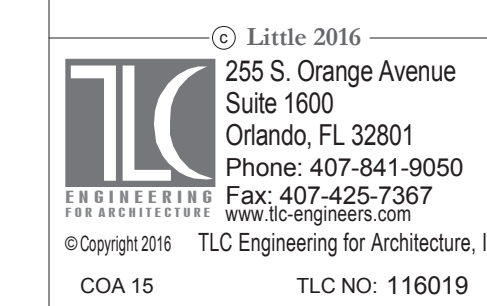 © Little 2016
255 S. Orange Avenue
Suite 1600
Orlando, FL 32801
Phone: 407-841-9050
Fax: 407-425-7367
www.tlc-engineers.com
TLC
ENGINEERING
FOR ARCHITECTURE
© Copyright 2016 TLC Engineering for Architecture, I
COA 15 TLC NO: 116019